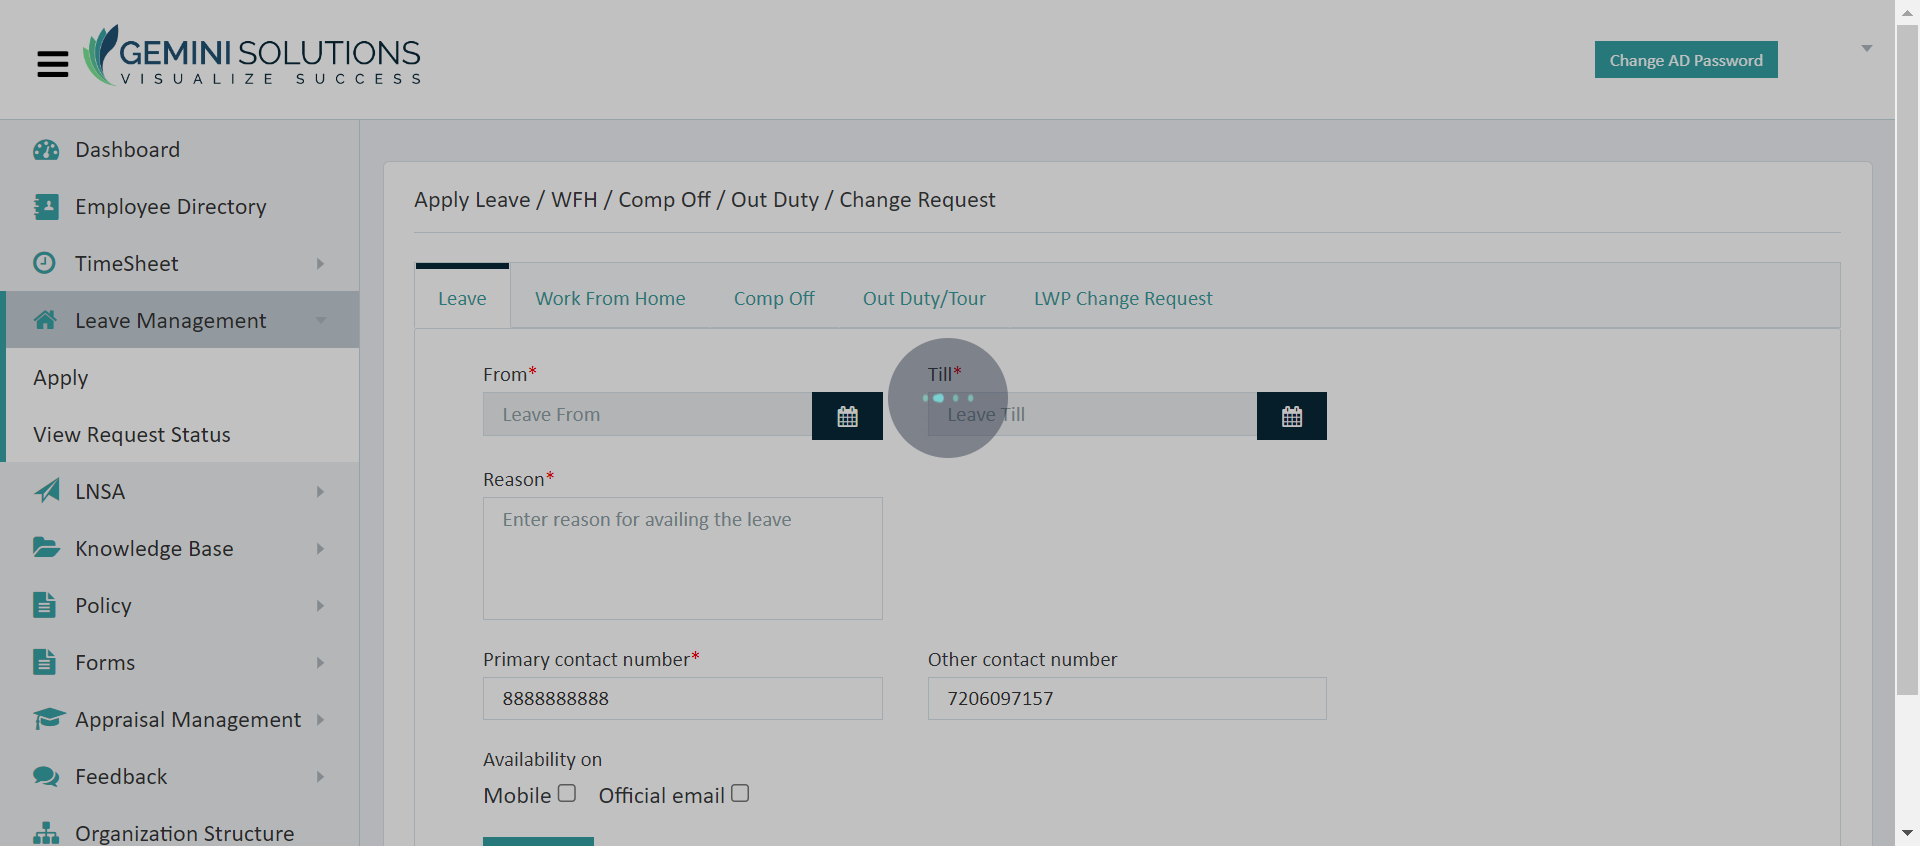 GEMINI SOLUTIONS
VISUALIZE SUCCESS
Change AD Password
Dashboard
Employee Directory
TimeSheet
Leave Management
Apply
View Request Status
LNSA
Knowledge Base
Policy
Forms
Appraisal Management
Feedback
Organization Structure
Apply Leave / WFH / Comp Off / Out Duty / Change Request
Leave Work From Home Comp Off Out Duty/Tour LWP Change Request
From* Till*
Leave From Leave Till
Reason*
Enter reason for availing the leave
Primary contact number* Other contact number
8888888888 7206097157
Availability on
Mobile Official email